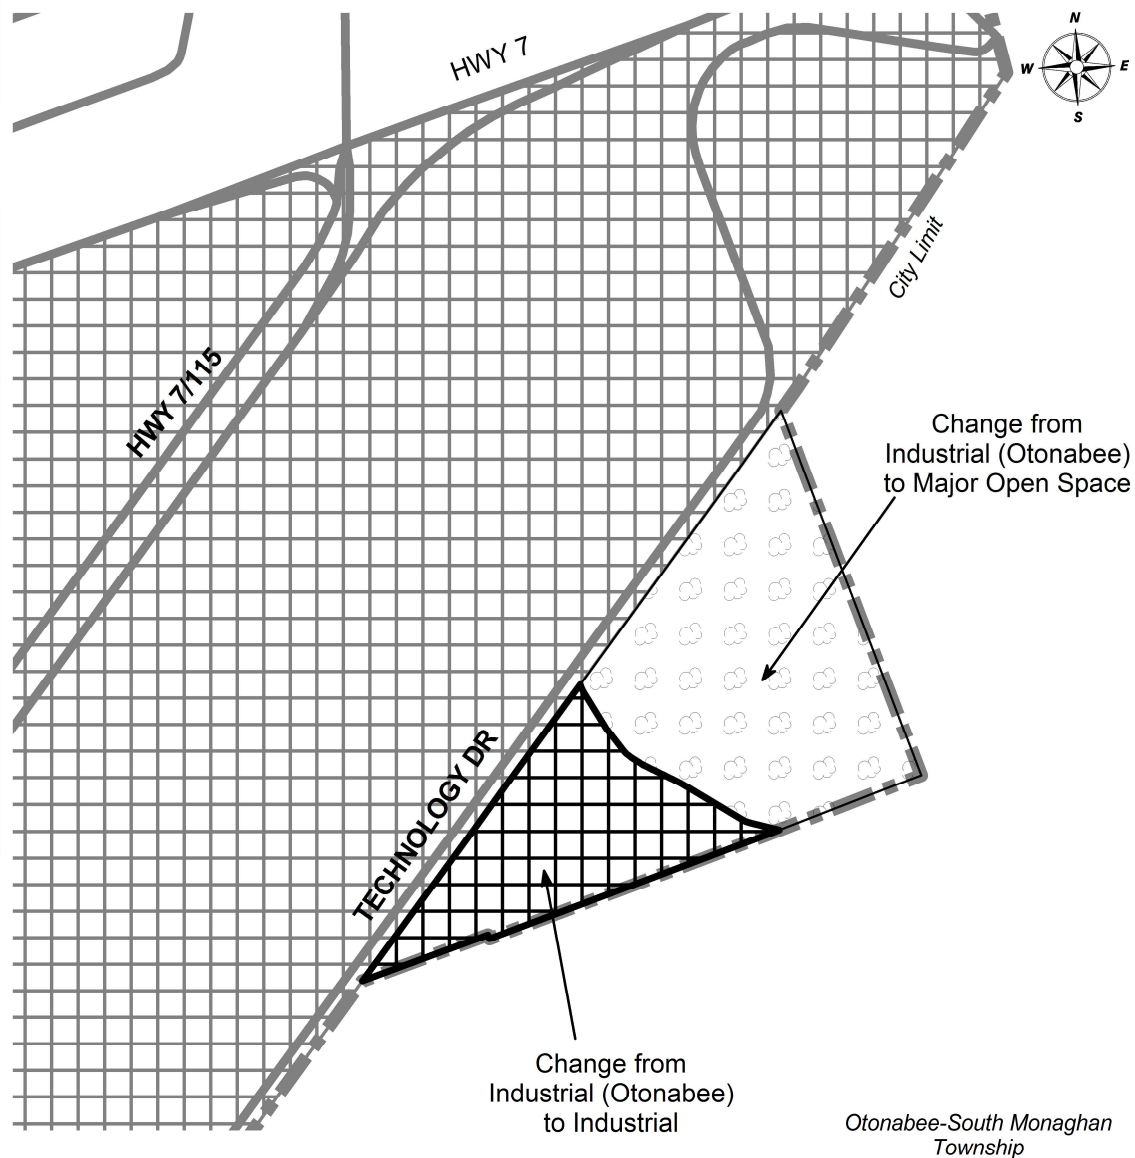 N
HWY 7
W
E
S
City Limit
HWY 7/115
Change from
Industrial (Otonabee)
to Major Open Space
TECHNOLOGY DR
Change from
Industrial (Otonabee)
to Industrial
Otonabee-South Monaghan
Township